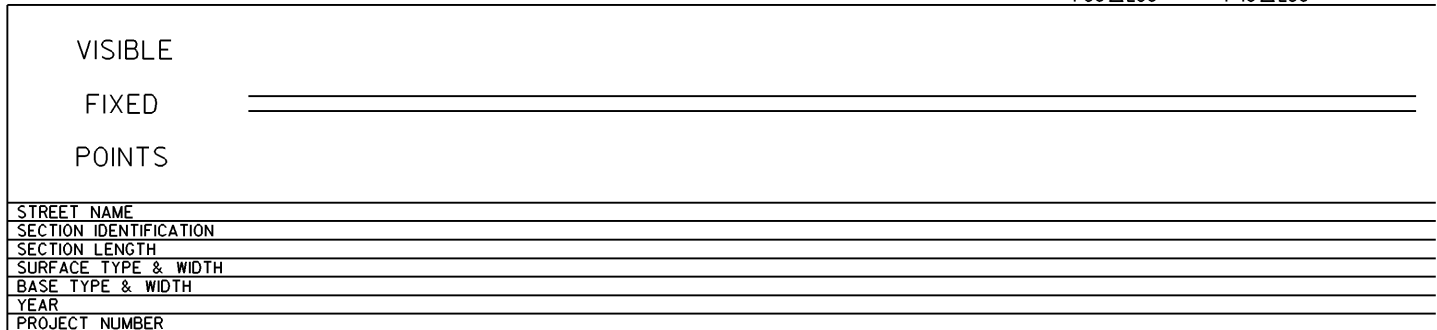 VISIBLE
FIXED
POINTS
STREET NAME
SECTION IDENTIFICATION
SECTION LENGTH
SURFACE TYPE & WIDTH
BASE TYPE & WIDTH
YEAR
PROJECT NUMBER